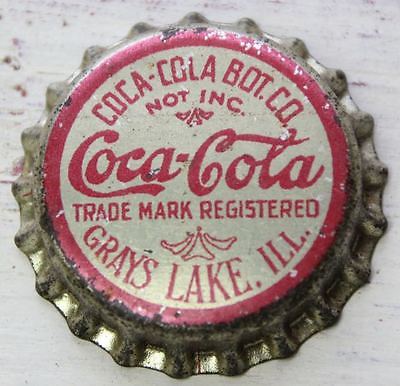 COCA-COLA BOT. CO.
NOT INC.
Coca-Cola
TRADE MARK REGISTERED
GRAYS LAKE, ILL.